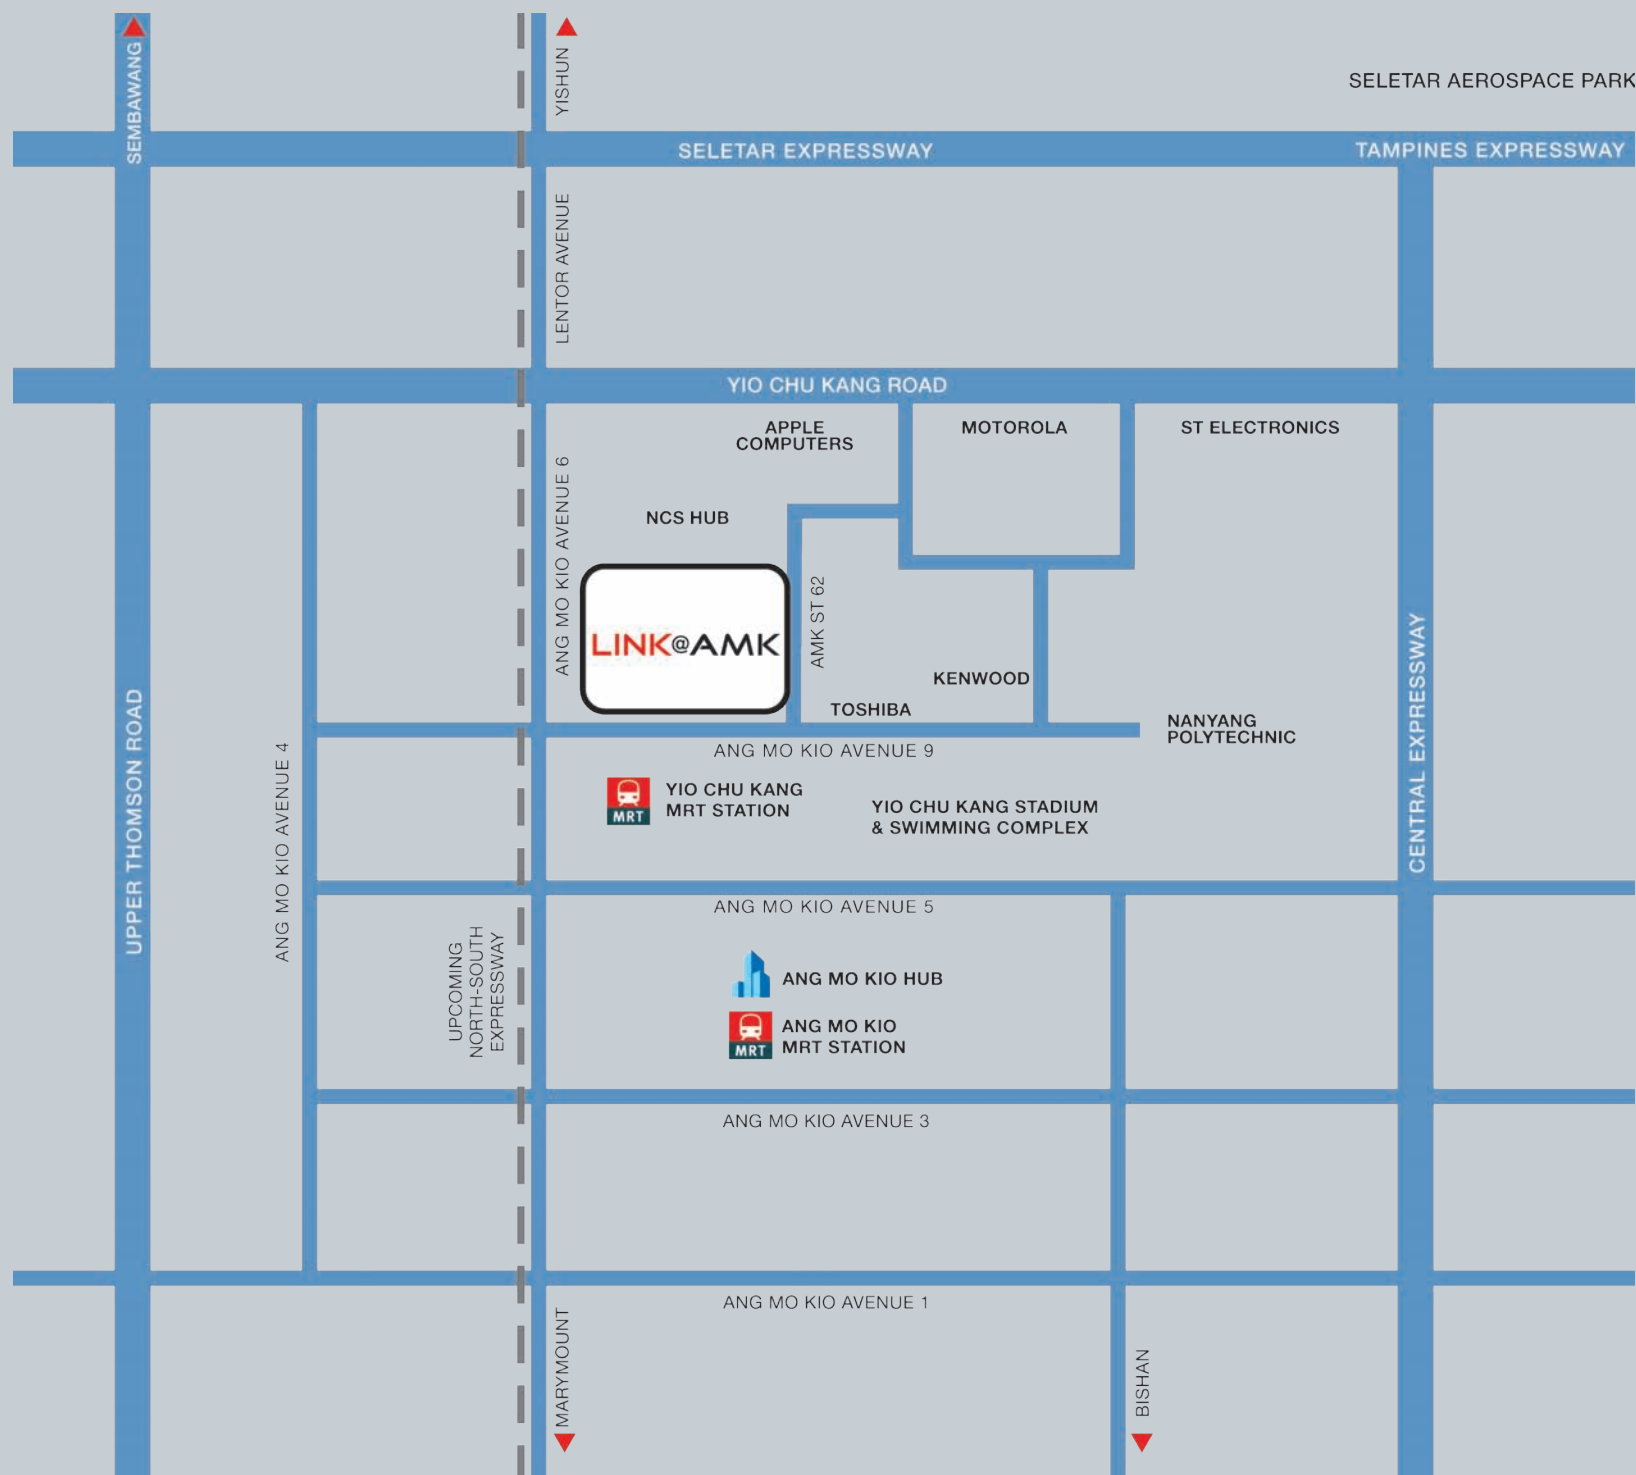 SEMBAWANG
YISHUN
SELETAR AEROSPACE PARK
SELETAR EXPRESSWAY
TAMPINES EXPRESSWAY
LENTOR AVENUE
YIO CHU KANG ROAD
APPLE
COMPUTERS
MOTOROLA
ST ELECTRONICS
ANG MO KIO AVENUE 6
NCS HUB
LINK@AMK
AMK ST 62
KENWOOD
TOSHIBA
NANYANG
POLYTECHNIC
CENTRAL EXPRESSWAY
UPPER THOMSON ROAD
ANG MO KIO AVENUE 4
ANG MO KIO AVENUE 9
MRT
YIO CHU KANG
MRT STATION
YIO CHU KANG STADIUM
& SWIMMING COMPLEX
ANG MO KIO AVENUE 5
UPCOMING
NORTH-SOUTH
EXPRESSWAY
ANG MO KIO HUB
MRT
ANG MO KIO
MRT STATION
ANG MO KIO AVENUE 3
ANG MO KIO AVENUE 1
MARYMOUNT
BISHAN